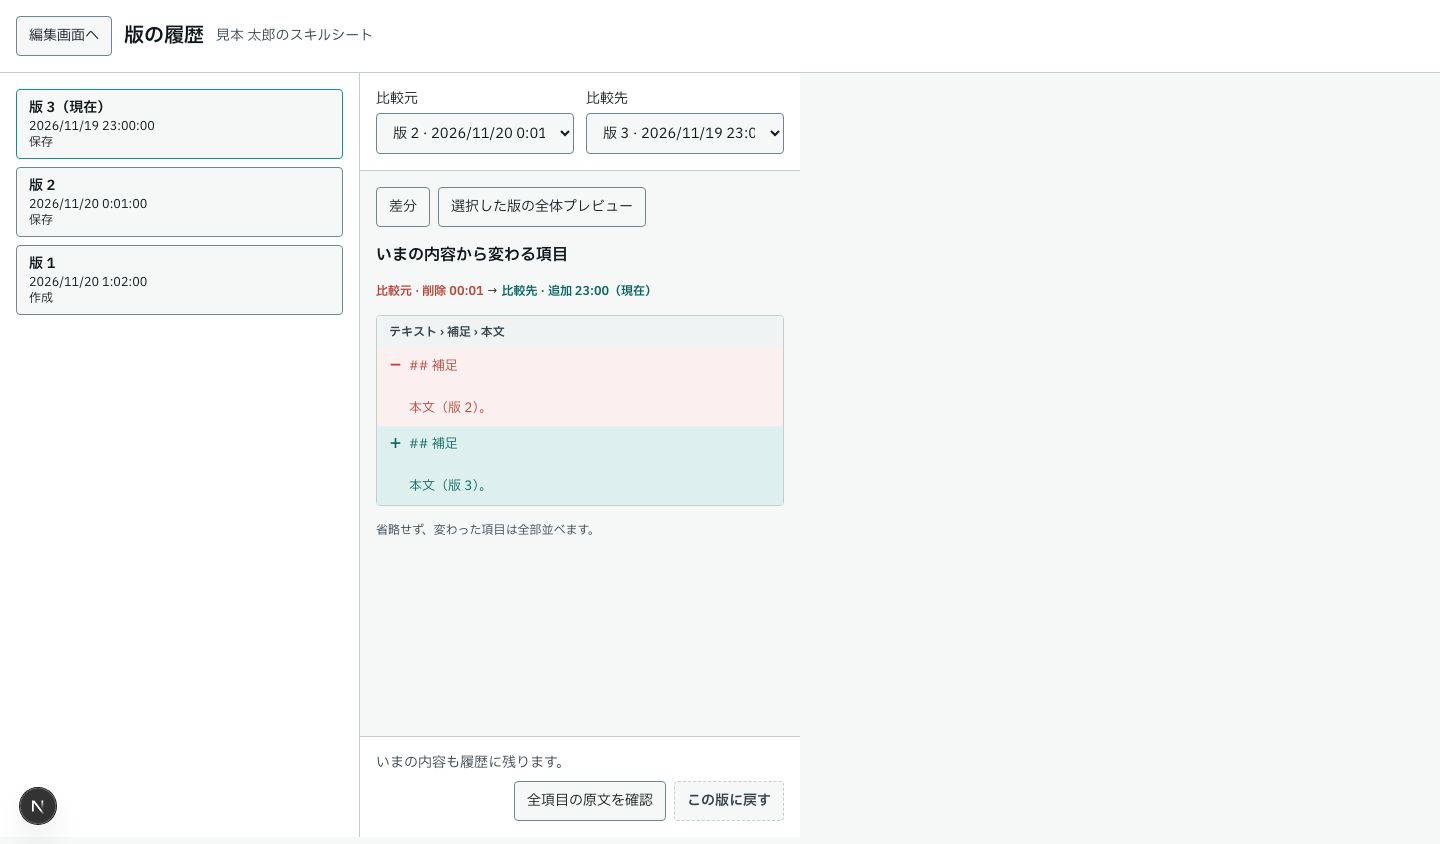 編集画面へ
版の履歴
見本 太郎のスキルシート
版 3（現在）
2026/11/19 23:00:00
保存
版 2
2026/11/20 0:01:00
保存
版 1
2026/11/20 1:02:00
作成
比較元
比較先
版 2 · 2026/11/20 0:01
版 3 · 2026/11/19 23:0
差分
選択した版の全体プレビュー
いまの内容から変わる項目
比較元 · 削除 00:01 → 比較先 · 追加 23:00（現在）
テキスト › 補足 › 本文
− ## 補足
本文（版 2）。
+ ## 補足
本文（版 3）。
省略せず、変わった項目は全部並べます。
いまの内容も履歴に残ります。
全項目の原文を確認
この版に戻す
N